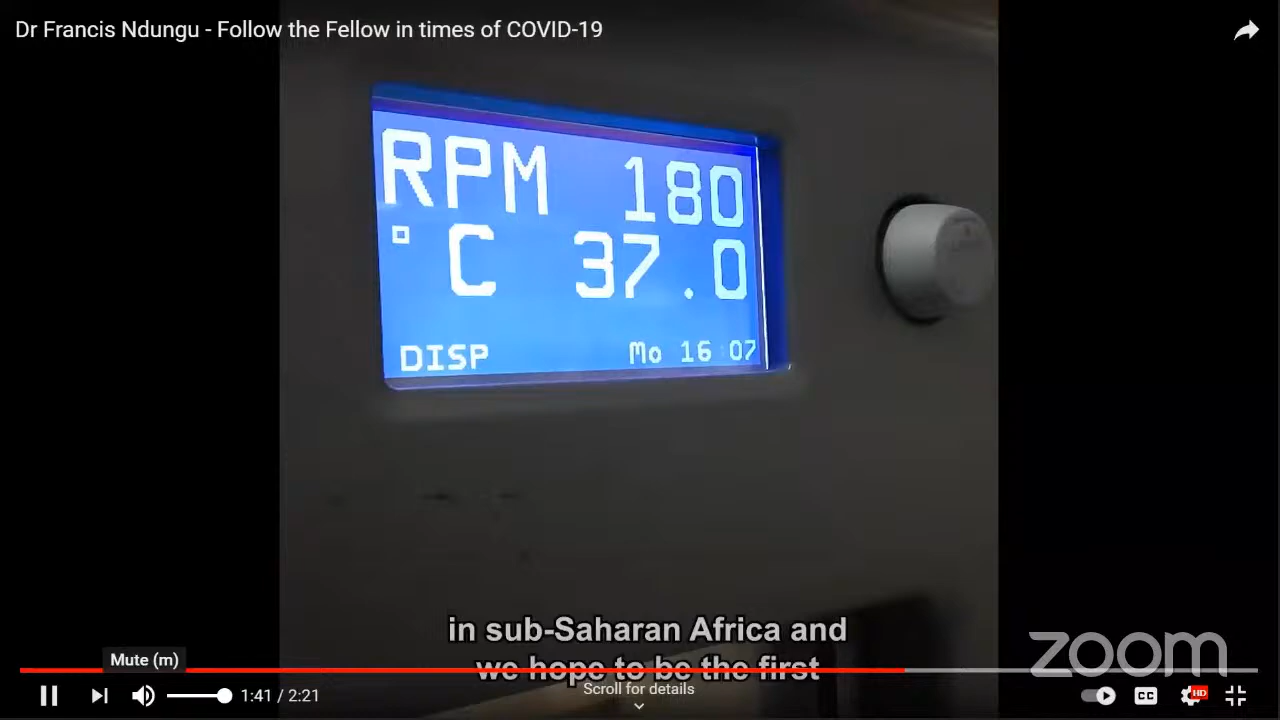 Dr Francis Ndungu - Follow the Fellow in times of COVID-19
RPM 180
°C 37.0
DISP Mo 16:07
in sub-Saharan Africa and
we hope to be the first
Mute (m)
zoom
1:41 / 2:21
CC
HD
Scroll for details